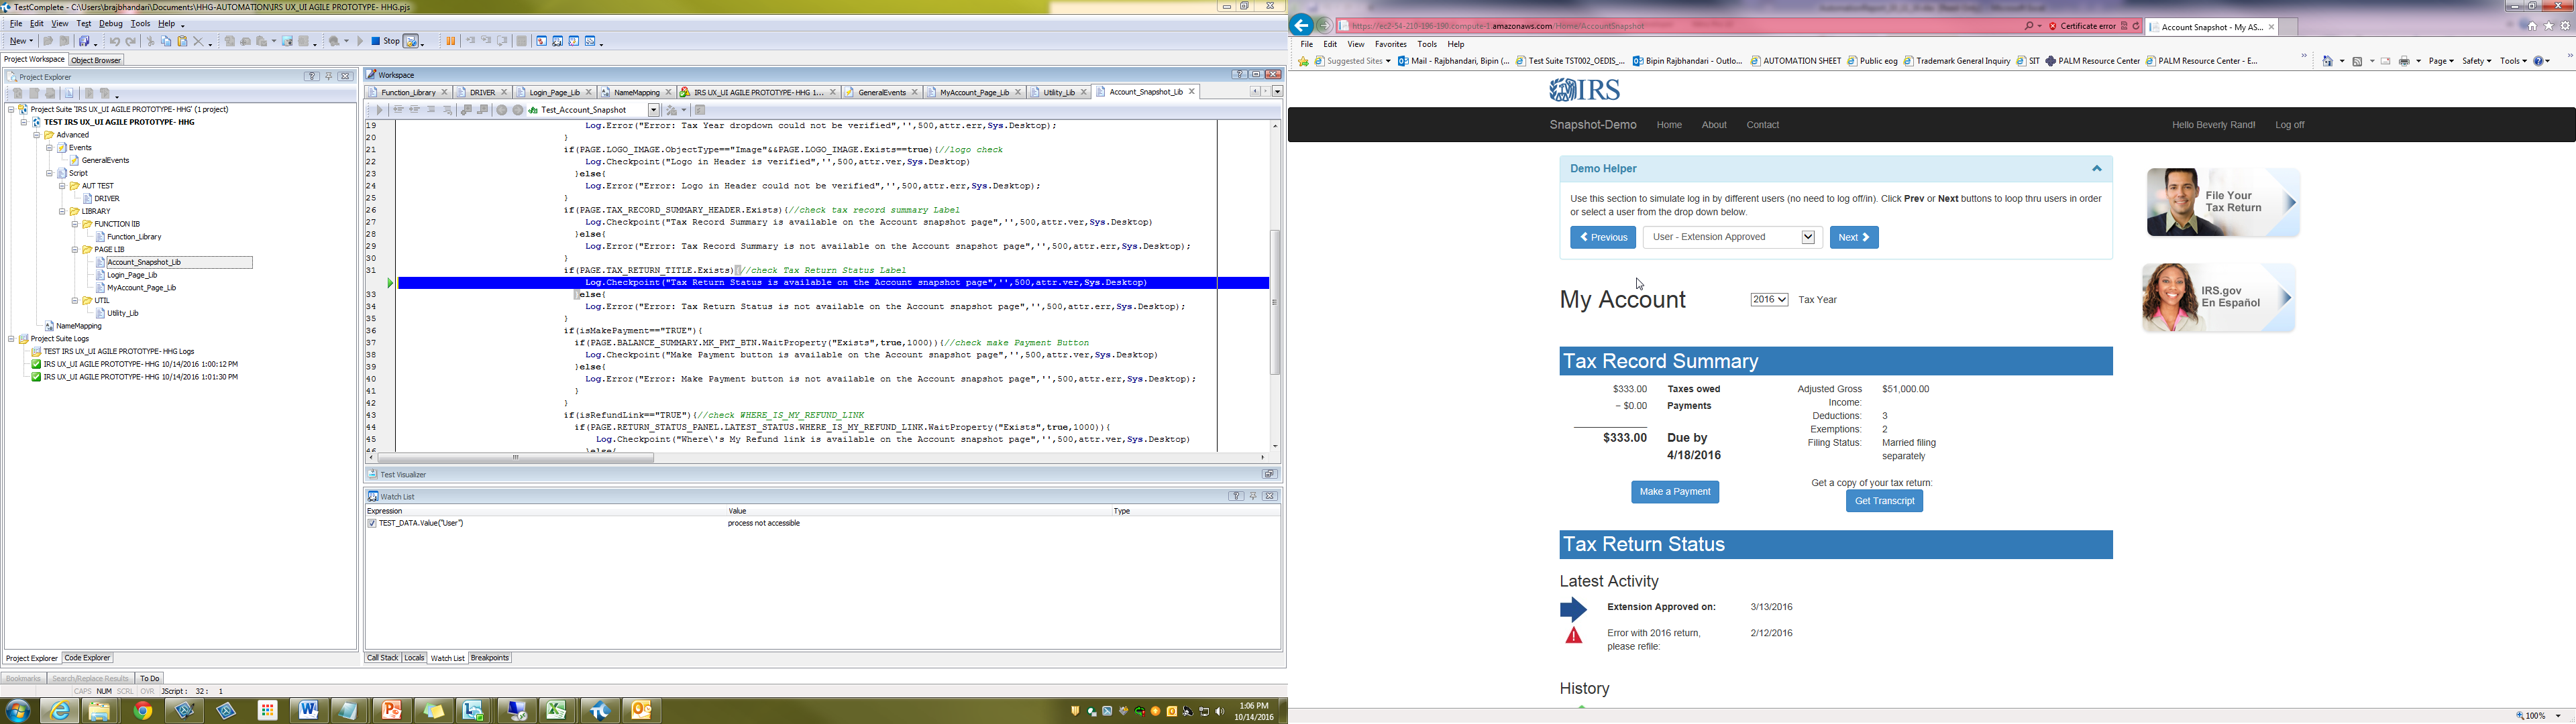 TestComplete - C:\Users\brajbhandari\Documents\HHG-AUTOMATION\IRS UX_UI AGILE PROTOTYPE- HHG.pjs
File Edit View Test Debug Tools Help
New Stop
Project Workspace Object Browser
Project Explorer
Project Suite 'IRS UX_UI AGILE PROTOTYPE-HHG' (1 project)
TEST IRS UX_UI AGILE PROTOTYPE- HHG
Advanced
Events
GeneralEvents
Script
AUT TEST
DRIVER
LIBRARY
FUNCTION IIB
Function_Library
PAGE LIB
Account_Snapshot_Lib
Login_Page_Lib
MyAccount_Page_Lib
UTIL
Utility_Lib
NameMapping
Project Suite Logs
TEST IRS UX_UI AGILE PROTOTYPE- HHG Logs
IRS UX_UI AGILE PROTOTYPE- HHG 10/14/2016 1:00:12 PM
IRS UX_UI AGILE PROTOTYPE- HHG 10/14/2016 1:01:30 PM
Project Explorer Code Explorer
Workspace
Function_Library DRIVER Login_Page_Lib NameMapping IRS UX_UI AGILE PROTOTYPE- HHG 1... GeneralEvents MyAccount_Page_Lib Utility_Lib Account_Snapshot_Lib
Test_Account_Snapshot
19 Log.Error("Error: Tax Year dropdown could not be verified",'',500,attr.err,Sys.Desktop);
20 }
21 if(PAGE.LOGO_IMAGE.ObjectType=="Image"&&PAGE.LOGO_IMAGE.Exists==true){//logo check
22 Log.Checkpoint("Logo in Header is verified",'',500,attr.ver,Sys.Desktop)
23 }else{
24 Log.Error("Error: Logo in Header could not be verified",'',500,attr.err,Sys.Desktop);
25 }
26 if(PAGE.TAX_RECORD_SUMMARY_HEADER.Exists){//check tax record summary Label
27 Log.Checkpoint("Tax Record Summary is available on the Account snapshot page",'',500,attr.ver,Sys.Desktop)
28 }else{
29 Log.Error("Error: Tax Record Summary is not available on the Account snapshot page",'',500,attr.err,Sys.Desktop);
30 }
31 if(PAGE.TAX_RETURN_TITLE.Exists){//check Tax Return Status Label
Log.Checkpoint("Tax Return Status is available on the Account snapshot page",'',500,attr.ver,Sys.Desktop)
33 }else{
34 Log.Error("Error: Tax Return Status is not available on the Account snapshot page",'',500,attr.err,Sys.Desktop);
35 }
36 if(isMakePayment=="TRUE"){
37 if(PAGE.BALANCE_SUMMARY.MK_PMT_BTN.WaitProperty("Exists",true,1000)){//check make Payment Button
38 Log.Checkpoint("Make Payment button is available on the Account snapshot page",'',500,attr.ver,Sys.Desktop)
39 }else{
40 Log.Error("Error: Make Payment button is not available on the Account snapshot page",'',500,attr.err,Sys.Desktop);
41 }
42 }
43 if(isRefundLink=="TRUE"){//check WHERE_IS_MY_REFUND_LINK
44 if(PAGE.RETURN_STATUS_PANEL.LATEST_STATUS.WHERE_IS_MY_REFUND_LINK.WaitProperty("Exists",true,1000)){
45 Log.Checkpoint("Where\'s My Refund link is available on the Account snapshot page",'',500,attr.ver,Sys.Desktop)
46 }else{
Test Visualizer
Watch List
Expression Value Type
TEST_DATA.Value("User") process not accessible
Call Stack Locals Watch List Breakpoints
Bookmarks Search/Replace Results To Do
CAPS NUM SCRL OVR JScript: 32: 1
1:06 PM
10/14/2016
https://ec2-54-210-196-190.compute-1.amazonaws.com/Home/AccountSnapshot
Certificate error
Account Snapshot - My AS...
File Edit View Favorites Tools Help
Suggested Sites Mail - Rajbhandari, Bipin (... Test Suite TST002_OEDIS_... Bipin Rajbhandari - Outlo... AUTOMATION SHEET Public eog Trademark General Inquiry SIT PALM Resource Center PALM Resource Center - E...
Page Safety Tools
IRS
Snapshot-Demo Home About Contact Hello Beverly Rand! Log off
Demo Helper
Use this section to simulate log in by different users (no need to log off/in). Click Prev or Next buttons to loop thru users in order
or select a user from the drop down below.
Previous User - Extension Approved Next
My Account 2016 Tax Year
Tax Record Summary
$333.00 Taxes owed
− $0.00 Payments
$333.00 Due by
4/18/2016
Make a Payment
Adjusted Gross $51,000.00
Income:
Deductions: 3
Exemptions: 2
Filing Status: Married filing
separately
Get a copy of your tax return:
Get Transcript
Tax Return Status
Latest Activity
Extension Approved on: 3/13/2016
Error with 2016 return, 2/12/2016
please refile:
History
File Your
Tax Return
IRS.gov
En Español
100%